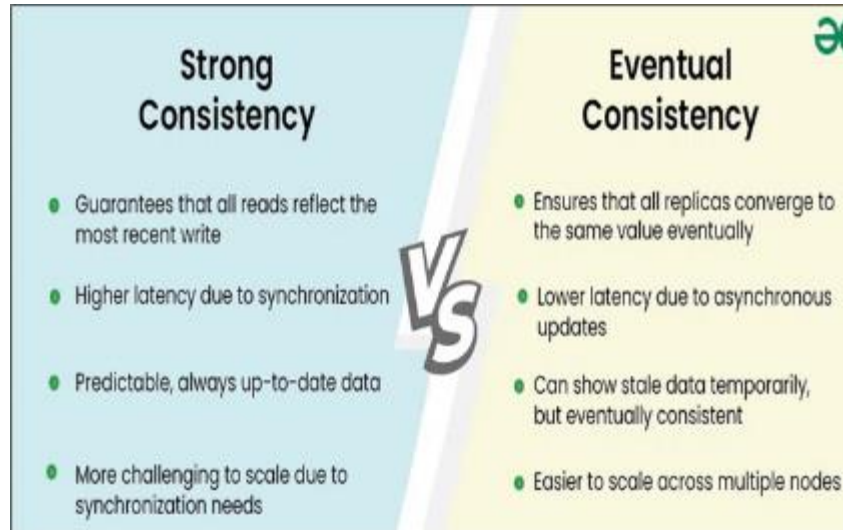 Strong
Consistency
Guarantees that all reads reflect the
most recent write
Higher latency due to synchronization
Predictable, always up-to-date data
More challenging to scale due to
synchronization needs
VS
Eventual
Consistency
Ensures that all replicas converge to
the same value eventually
Lower latency due to asynchronous
updates
Can show stale data temporarily,
but eventually consistent
Easier to scale across multiple nodes